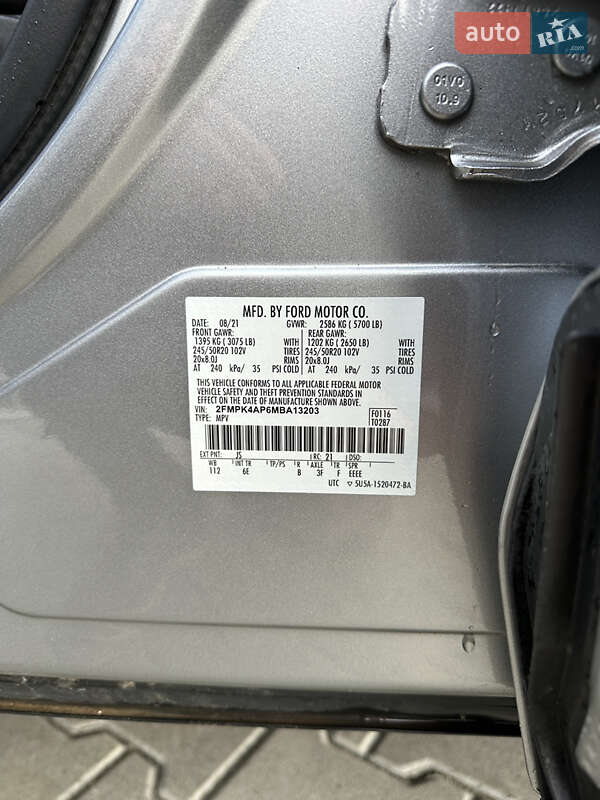 auto RIA .com
01V0
10.9
MFD. BY FORD MOTOR CO.
DATE: 08/21 GVWR: 2586 KG ( 5700 LB)
FRONT GAWR: REAR GAWR:
1395 KG ( 3075 LB) WITH 1202 KG ( 2650 LB) WITH
245/50R20 102V TIRES 245/50R20 102V TIRES
20x8.0J RIMS 20x8.0J RIMS
AT 240 kPa/ 35 PSI COLD AT 240 kPa/ 35 PSI COLD
THIS VEHICLE CONFORMS TO ALL APPLICABLE FEDERAL MOTOR
VEHICLE SAFETY AND THEFT PREVENTION STANDARDS IN
EFFECT ON THE DATE OF MANUFACTURE SHOWN ABOVE.
VIN: 2FMPK4AP6MBA13203 F0116
TYPE: MPV T0287
EXT PNT: JS RC: 21 DSO:
WB INT TR TP/PS R AXLE TR SPR
112 6E B 3F F EEEE
UTC ▽ 5U5A-1520472-BA